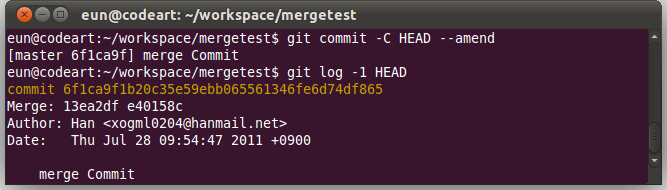 eun@codeart: ~/workspace/mergetest
eun@codeart:~/workspace/mergetest$ git commit -C HEAD --amend
[master 6f1ca9f] merge Commit
eun@codeart:~/workspace/mergetest$ git log -1 HEAD
commit 6f1ca9f1b20c35e59ebb065561346fe6d74df865
Merge: 13ea2df e40158c
Author: Han <xogml0204@hanmail.net>
Date:   Thu Jul 28 09:54:47 2011 +0900
    merge Commit